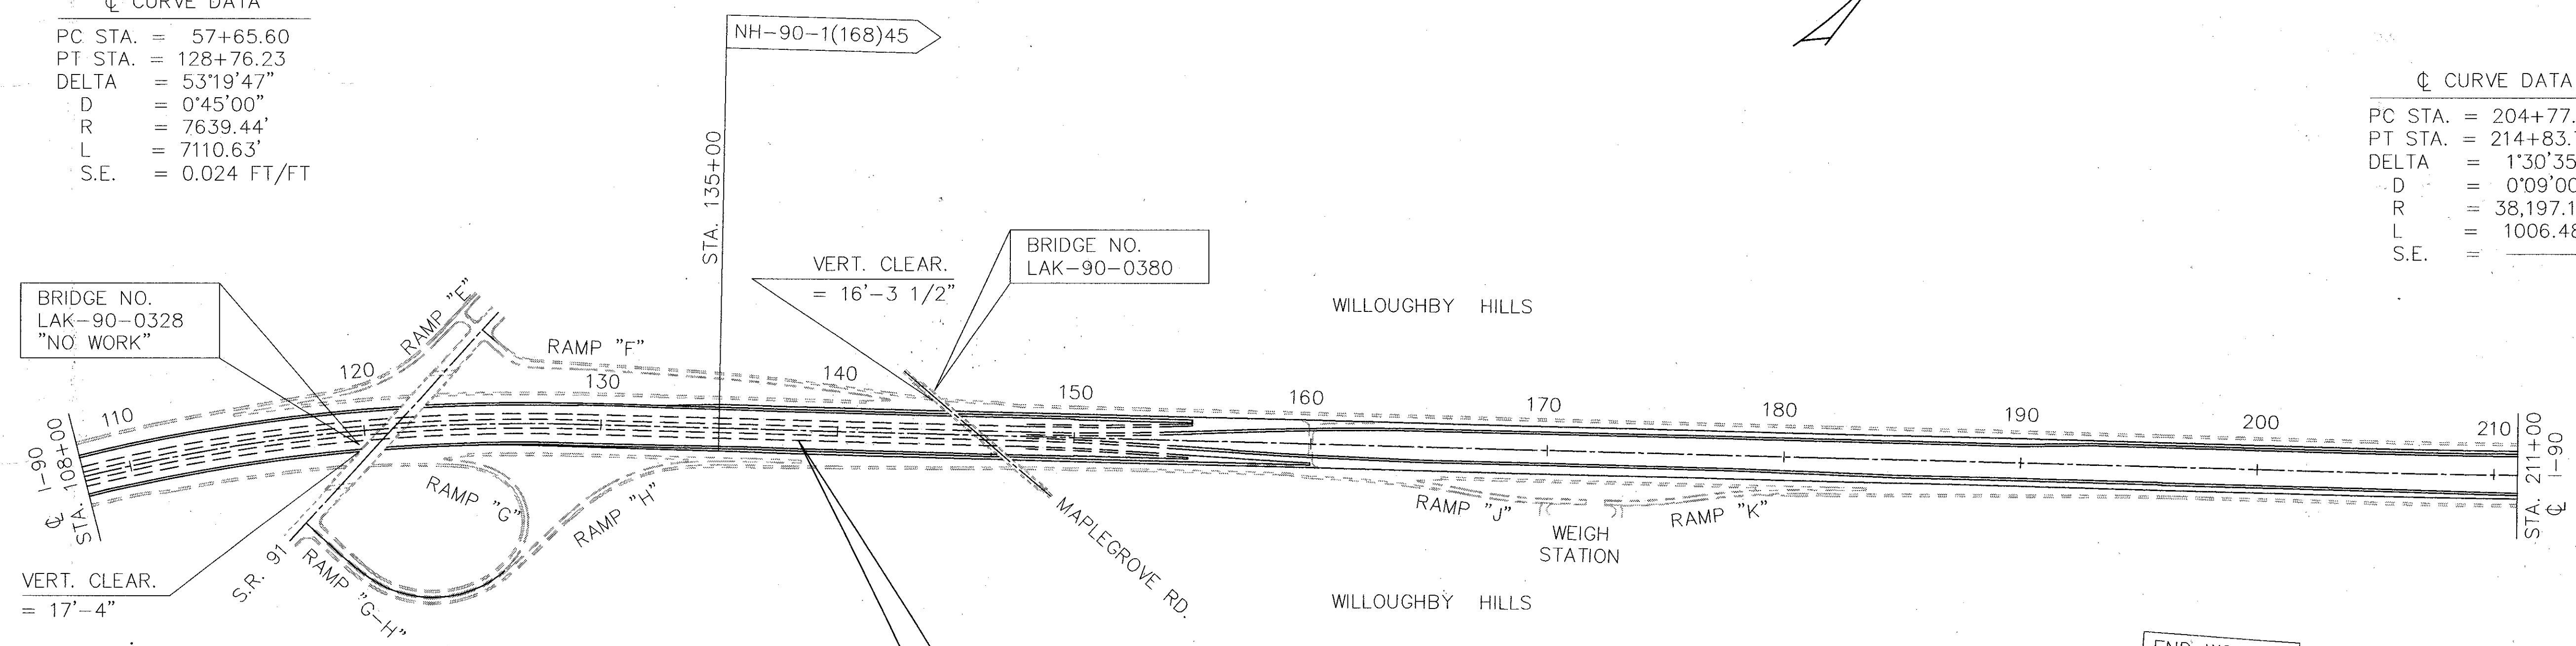 ℄ CURVE DATA
PC STA. = 57+65.60
PT STA. = 128+76.23
DELTA = 53°19'47"
D = 0°45'00"
R = 7639.44'
L = 7110.63'
S.E. = 0.024 FT/FT
NH-90-1(168)45
STA. 135+00
℄ CURVE DATA
PC STA. = 204+77.
PT STA. = 214+83.
DELTA = 1°30'35
D = 0°09'00
R = 38,197.1
L = 1006.48
S.E. =
BRIDGE NO.
LAK-90-0380
VERT. CLEAR.
= 16'-3 1/2"
WILLOUGHBY HILLS
BRIDGE NO.
LAK-90-0328
"NO WORK"
RAMP "E"
RAMP "F"
110
120
130
140
150
160
170
180
190
200
210
℄ I-90
STA. 108+00
STA. 211+00
℄ I-90
RAMP "G"
RAMP "H"
RAMP "J"
RAMP "K"
WEIGH
STATION
MAPLEGROVE RD.
S.R. 91
RAMP "G-H"
VERT. CLEAR.
= 17'-4"
WILLOUGHBY HILLS